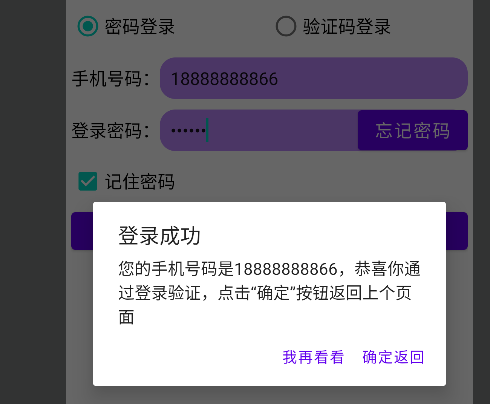 密码登录 验证码登录
手机号码： 18888888866
登录密码： •••••• 忘记密码
记住密码
登录成功
您的手机号码是18888888866，恭喜你通
过登录验证，点击“确定”按钮返回上个页
面
我再看看 确定返回